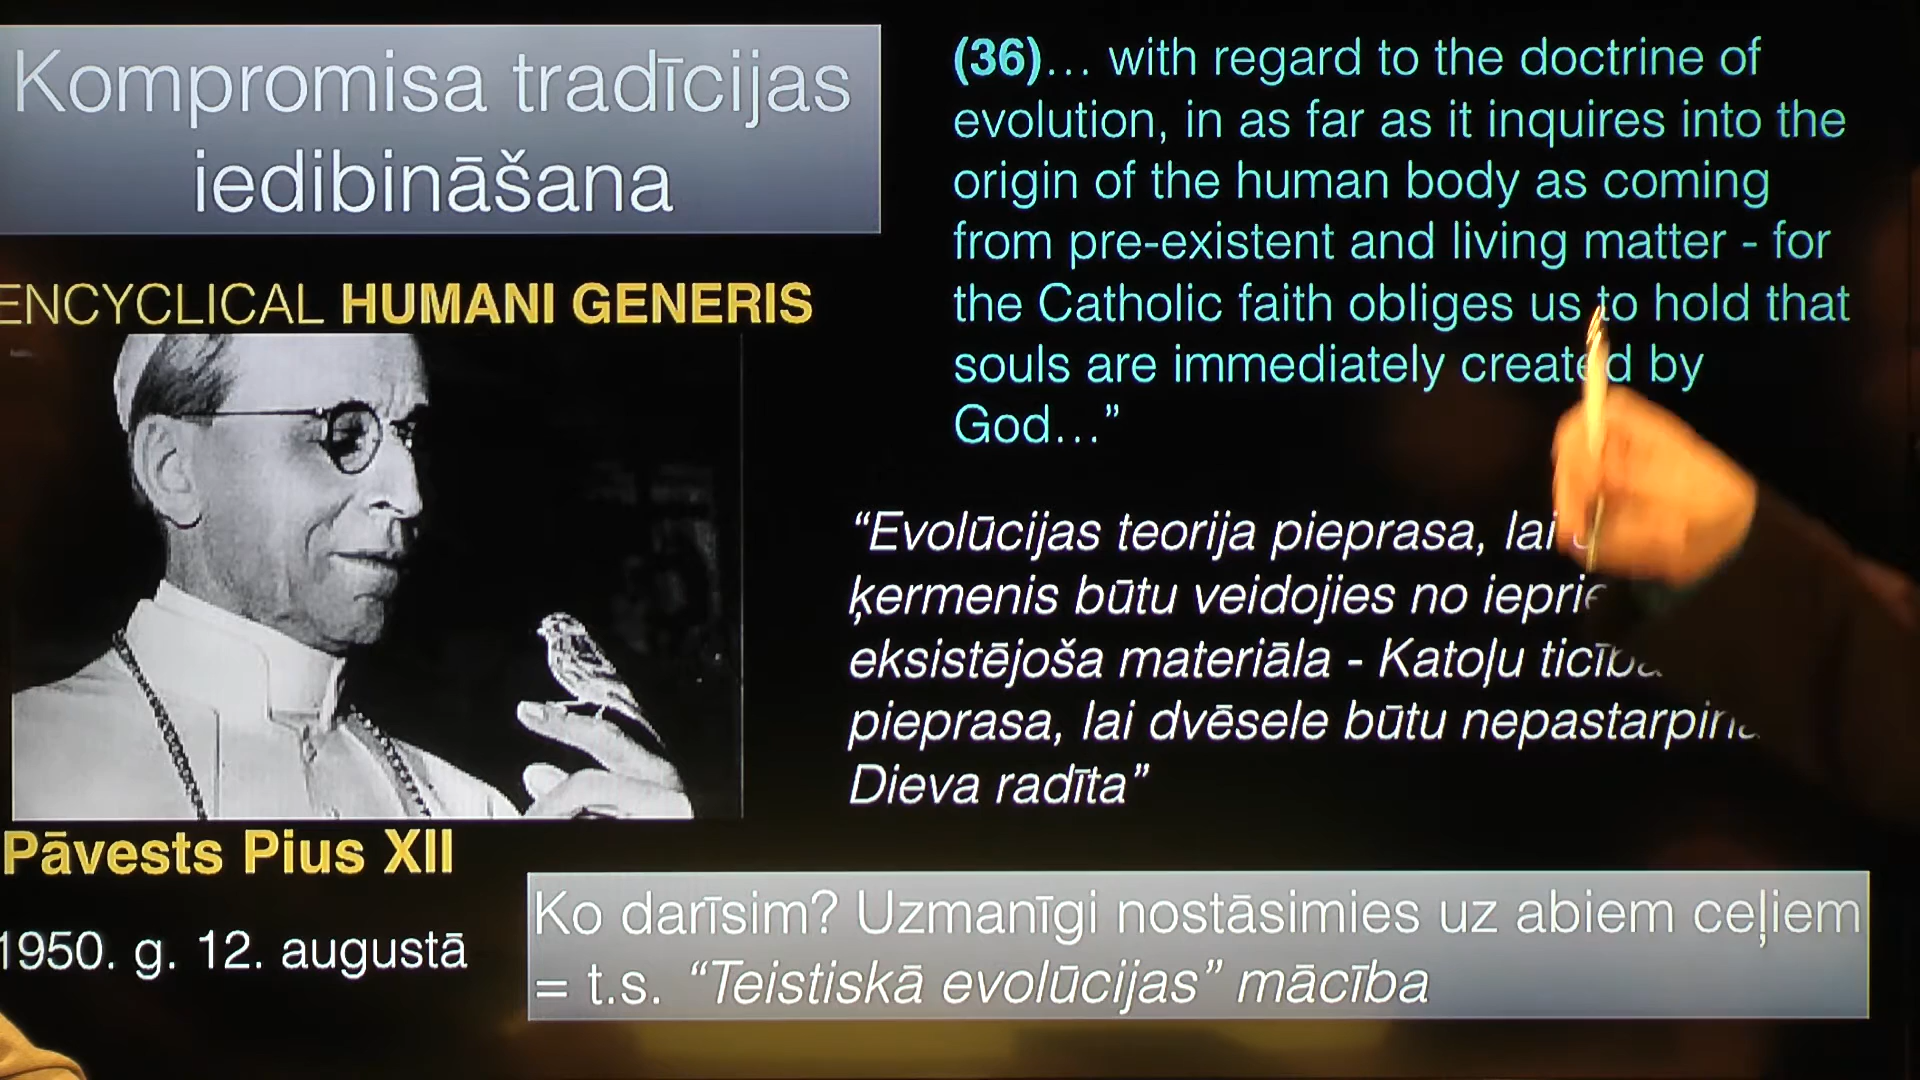 Kompromisa tradīcijas
iedibināšana
ENCYCLICAL HUMANI GENERIS
Pāvests Pius XII
1950. g. 12. augustā
(36)... with regard to the doctrine of
evolution, in as far as it inquires into the
origin of the human body as coming
from pre-existent and living matter - for
the Catholic faith obliges us to hold that
souls are immediately created by
God...”
“Evolūcijas teorija pieprasa, lai
ķermenis būtu veidojies no
eksistējoša materiāla - Katoļu
pieprasa, lai dvēsele būtu
Dieva radīta”
Ko darīsim? Uzmanīgi nostāsimies uz abiem ceļiem
= t.s. “Teistiskā evolūcijas” mācība